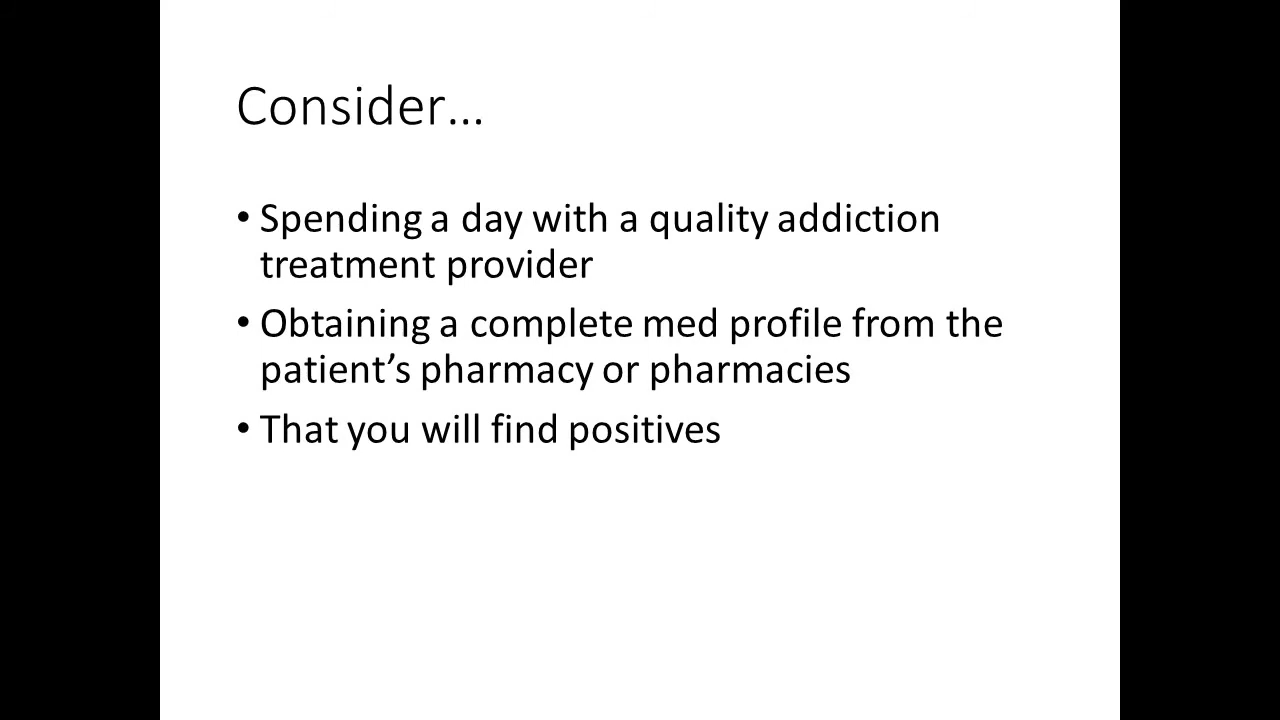 Consider...
• Spending a day with a quality addiction
treatment provider
• Obtaining a complete med profile from the
patient’s pharmacy or pharmacies
• That you will find positives